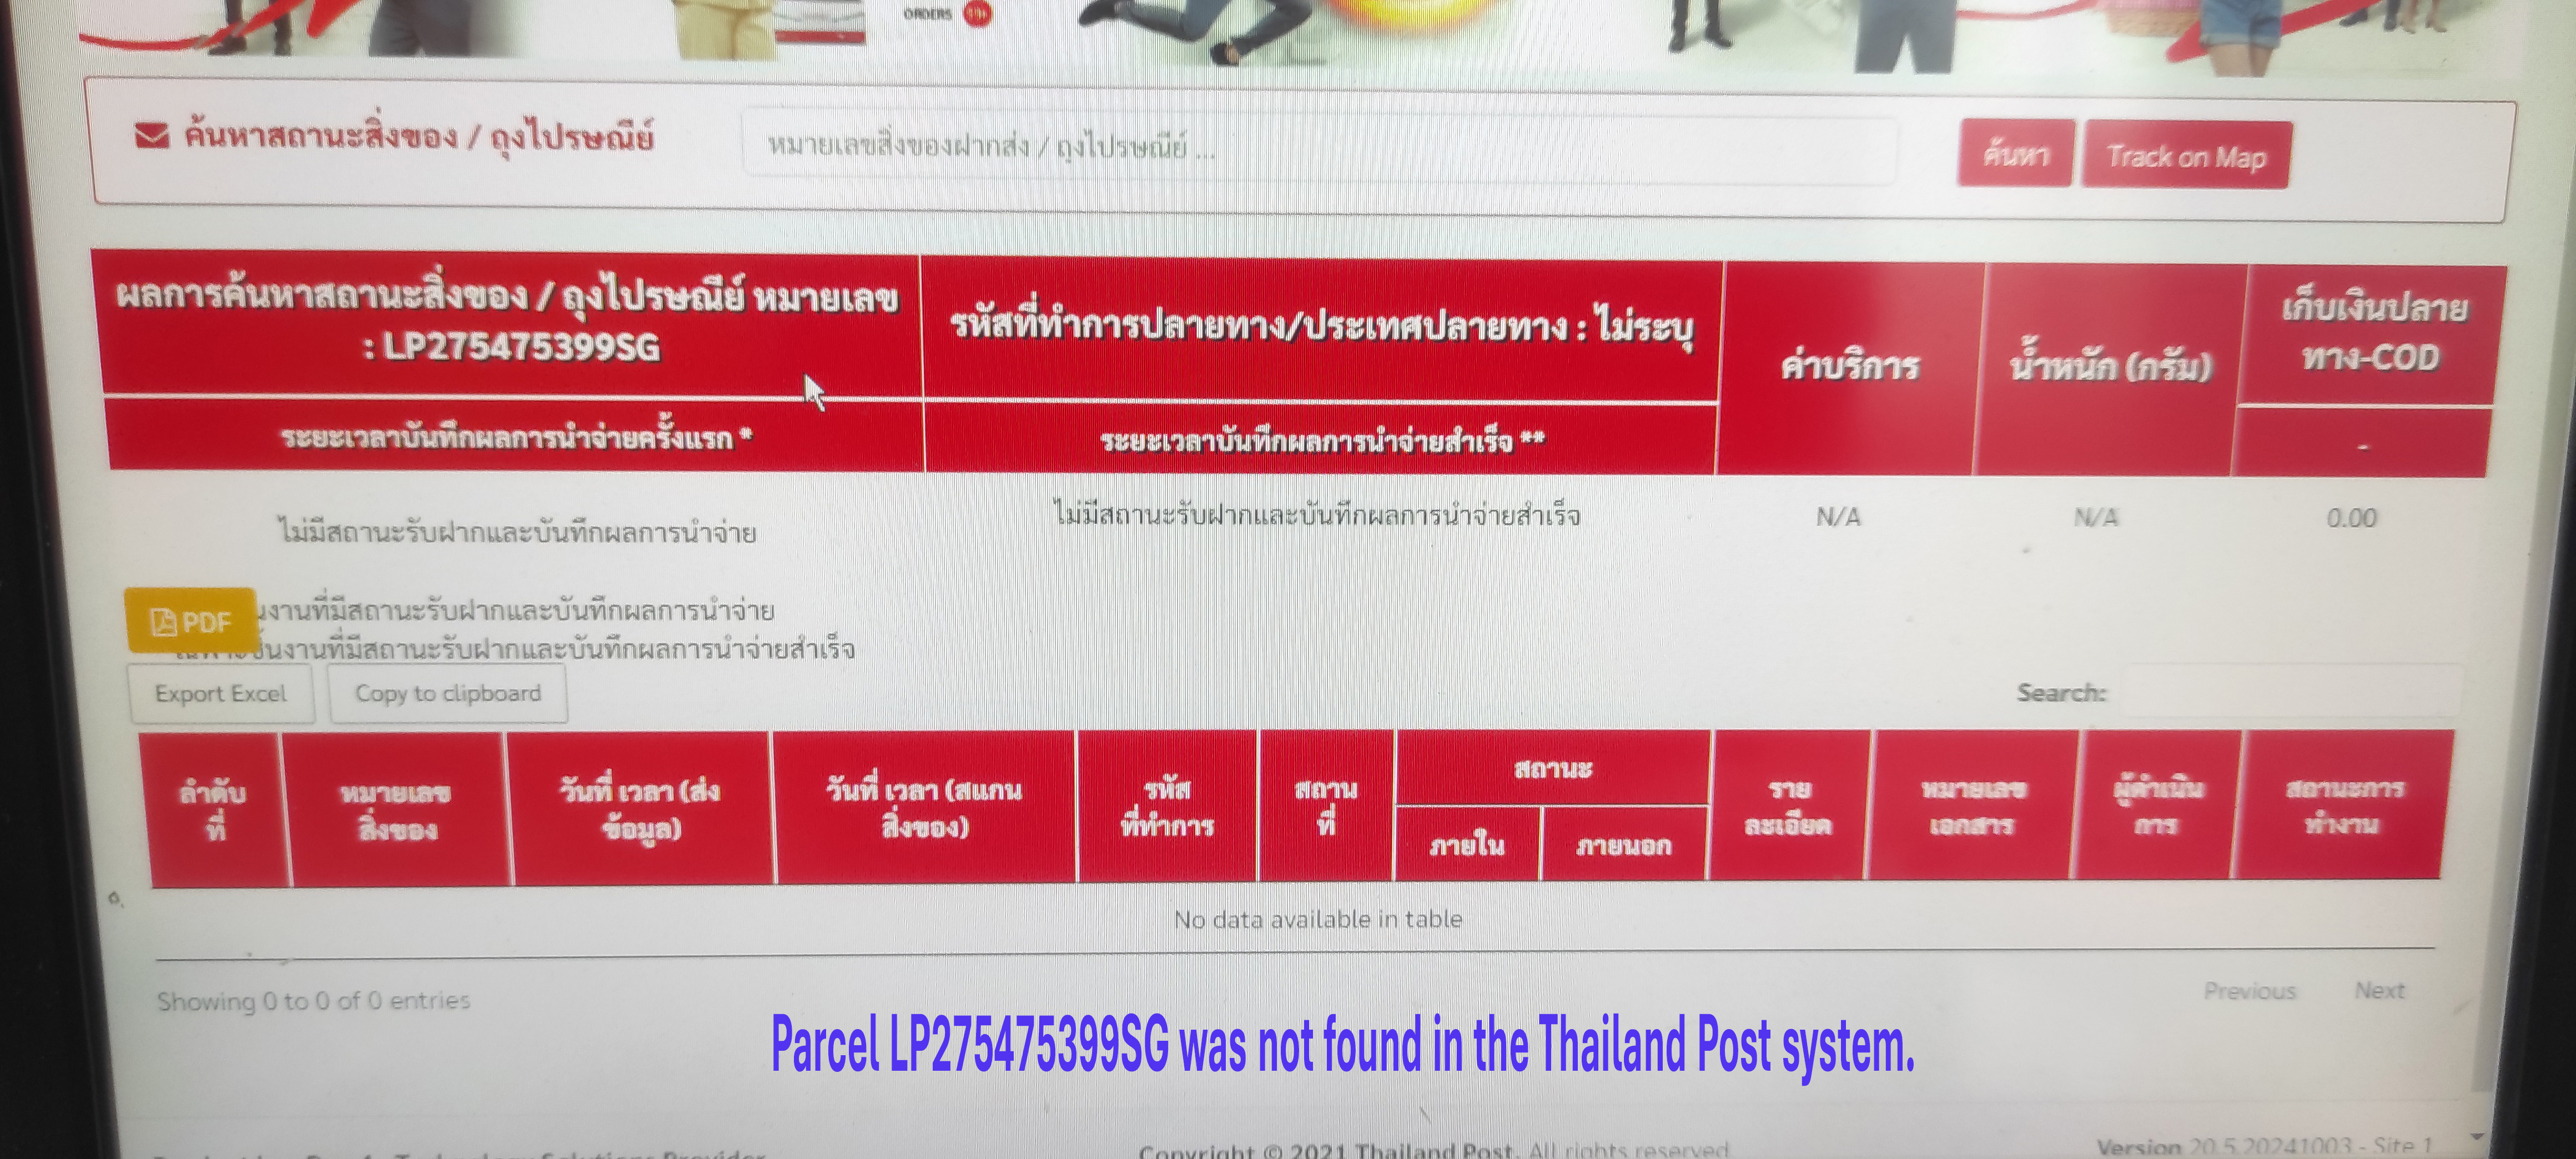 ORDERS
ค้นหาสถานะสิ่งของ / ถุงไปรษณีย์
หมายเลขสิ่งของฝากส่ง / ถุงไปรษณีย์ ...
ค้นหา
Track on Map
ผลการค้นหาสถานะสิ่งของ / ถุงไปรษณีย์ หมายเลข
: LP275475399SG
รหัสที่ทำการปลายทาง/ประเทศปลายทาง : ไม่ระบุ
ค่าบริการ
น้ำหนัก (กรัม)
เก็บเงินปลาย
ทาง-COD
ระยะเวลาบันทึกผลการนำจ่ายครั้งแรก *
ระยะเวลาบันทึกผลการนำจ่ายสำเร็จ **
-
ไม่มีสถานะรับฝากและบันทึกผลการนำจ่าย
ไม่มีสถานะรับฝากและบันทึกผลการนำจ่ายสำเร็จ
N/A
N/A
0.00
PDF
งานที่มีสถานะรับฝากและบันทึกผลการนำจ่าย
ชิ้นงานที่มีสถานะรับฝากและบันทึกผลการนำจ่ายสำเร็จ
Export Excel
Copy to clipboard
Search:
ลำดับ
ที่
หมายเลข
สิ่งของ
วันที่ เวลา (ส่ง
ข้อมูล)
วันที่ เวลา (สแกน
สิ่งของ)
รหัส
ที่ทำการ
สถาน
ที่
สถานะ
ภายใน
ภายนอก
ราย
ละเอียด
หมายเลข
เอกสาร
ผู้ดำเนิน
การ
สถานะการ
ทำงาน
No data available in table
Showing 0 to 0 of 0 entries
Previous
Next
Parcel LP275475399SG was not found in the Thailand Post system.
Copyright © 2021 Thailand Post. All rights reserved
Version 20.5.20241003 - Site 1